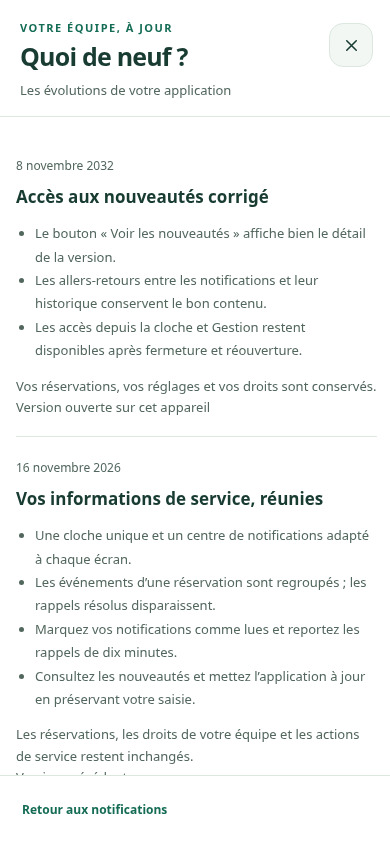 VOTRE ÉQUIPE, À JOUR
Quoi de neuf ?
Les évolutions de votre application
8 novembre 2032
Accès aux nouveautés corrigé
Le bouton « Voir les nouveautés » affiche bien le détail
de la version.
Les allers-retours entre les notifications et leur
historique conservent le bon contenu.
Les accès depuis la cloche et Gestion restent
disponibles après fermeture et réouverture.
Vos réservations, vos réglages et vos droits sont conservés.
Version ouverte sur cet appareil
16 novembre 2026
Vos informations de service, réunies
Une cloche unique et un centre de notifications adapté
à chaque écran.
Les événements d’une réservation sont regroupés ; les
rappels résolus disparaissent.
Marquez vos notifications comme lues et reportez les
rappels de dix minutes.
Consultez les nouveautés et mettez l’application à jour
en préservant votre saisie.
Les réservations, les droits de votre équipe et les actions
de service restent inchangés.
Retour aux notifications